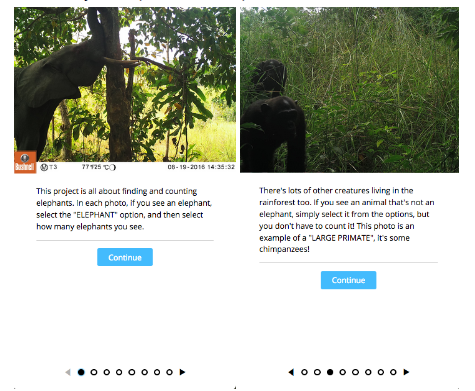 Bushnell
T3
77°F25°C
08-19-2016 14:35:32
This project is all about finding and counting
elephants. In each photo, if you see an elephant,
select the "ELEPHANT" option, and then select
how many elephants you see.
Continue
There's lots of other creatures living in the
rainforest too. If you see an animal that's not an
elephant, simply select it from the options, but
you don't have to count it! This photo is an
example of a "LARGE PRIMATE", it's some
chimpanzees!
Continue